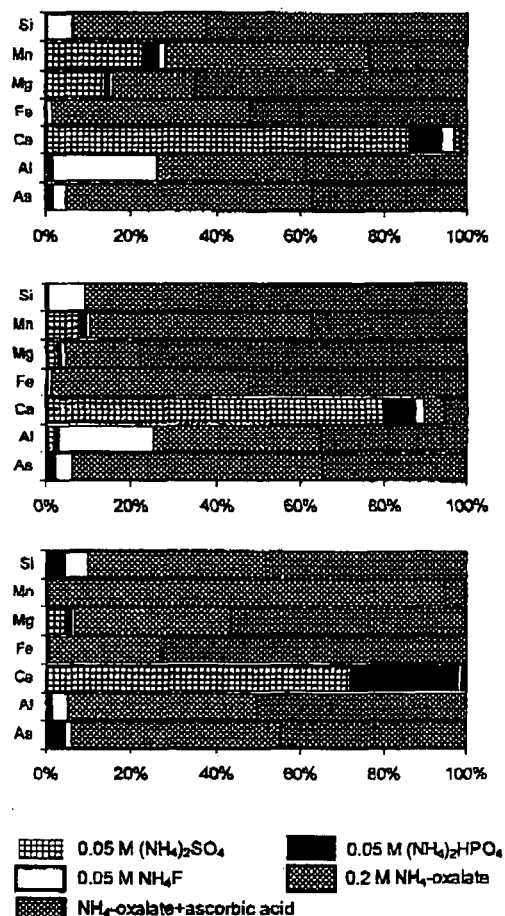 Si
Mn
Mg
Fe
Ca
Al
As
0% 20% 40% 60% 80% 100%
Si
Mn
Mg
Fe
Ca
Al
As
0% 20% 40% 60% 80% 100%
Si
Mn
Mg
Fe
Ca
Al
As
0% 20% 40% 60% 80% 100%
0.05 M (NH₄)₂SO₄ 0.05 M (NH₄)₂HPO₄
0.05 M NH₄F 0.2 M NH₄-oxalate
NH₄-oxalate+ascorbic acid